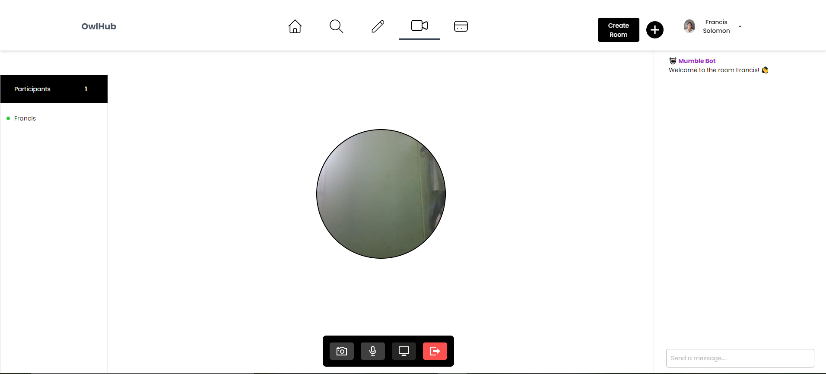 OwlHub
Create
Room
Francis
Solomon
Participants 1
Francis
Mumble Bot
Welcome to the room Francis! 👋
Send a message...